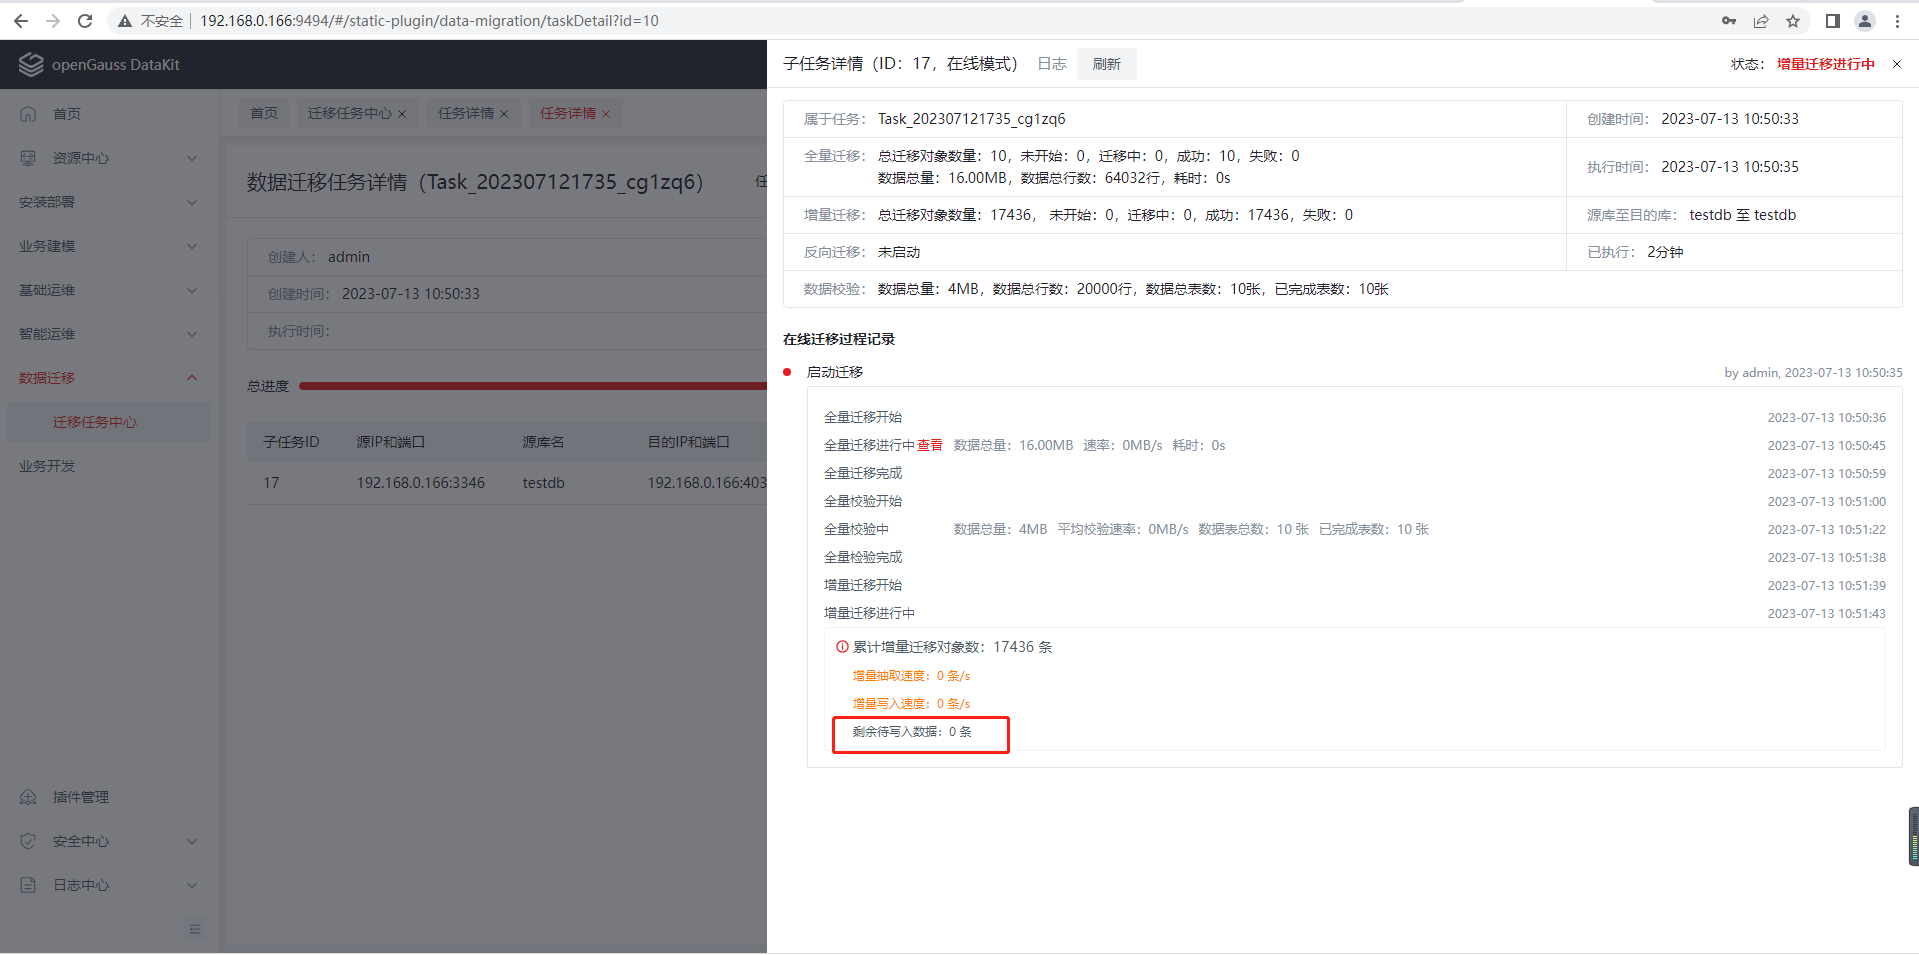 不安全 192.168.0.166:9494/#/static-plugin/data-migration/taskDetail?id=10
openGauss DataKit
首页
资源中心
安装部署
业务建模
基础运维
智能运维
数据迁移
迁移任务中心
业务开发
插件管理
安全中心
日志中心
首页 迁移任务中心 任务详情 任务详情
数据迁移任务详情（Task_202307121735_cg1zq6） 任
创建人： admin
创建时间： 2023-07-13 10:50:33
执行时间：
总进度
子任务ID 源IP和端口 源库名 目的IP和端口
17 192.168.0.166:3346 testdb 192.168.0.166:403
子任务详情（ID：17，在线模式） 日志 刷新 状态： 增量迁移进行中
属于任务： Task_202307121735_cg1zq6 创建时间： 2023-07-13 10:50:33
全量迁移： 总迁移对象数量：10，未开始：0，迁移中：0，成功：10，失败：0
数据总量：16.00MB，数据总行数：64032行，耗时：0s
执行时间： 2023-07-13 10:50:35
增量迁移： 总迁移对象数量：17436， 未开始：0，迁移中：0，成功：17436，失败：0 源库至目的库： testdb 至 testdb
反向迁移： 未启动 已执行： 2分钟
数据校验： 数据总量：4MB，数据总行数：20000行，数据总表数：10张，已完成表数：10张
在线迁移过程记录
启动迁移 by admin, 2023-07-13 10:50:35
全量迁移开始 2023-07-13 10:50:36
全量迁移进行中 查看 数据总量：16.00MB 速率：0MB/s 耗时：0s 2023-07-13 10:50:45
全量迁移完成 2023-07-13 10:50:59
全量校验开始 2023-07-13 10:51:00
全量校验中 数据总量：4MB 平均校验速率：0MB/s 数据表总数：10 张 已完成表数：10 张 2023-07-13 10:51:22
全量检验完成 2023-07-13 10:51:38
增量迁移开始 2023-07-13 10:51:39
增量迁移进行中 2023-07-13 10:51:43
累计增量迁移对象数：17436 条
增量抽取速度：0 条/s
增量写入速度：0 条/s
剩余待写入数据：0 条